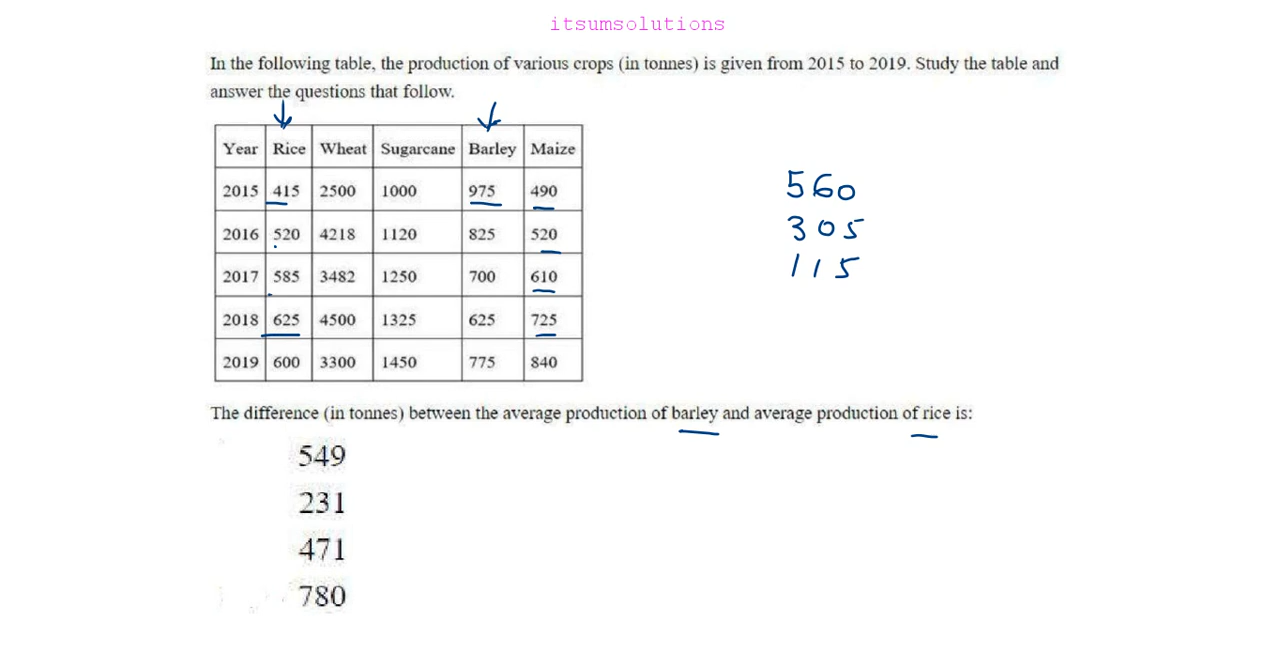 itsumsolutions
In the following table, the production of various crops (in tonnes) is given from 2015 to 2019. Study the table and
answer the questions that follow.
Year Rice Wheat Sugarcane Barley Maize
2015 415 2500 1000 975 490
2016 520 4218 1120 825 520
2017 585 3482 1250 700 610
2018 625 4500 1325 625 725
2019 600 3300 1450 775 840
560
305
115
The difference (in tonnes) between the average production of barley and average production of rice is:
549
231
471
780